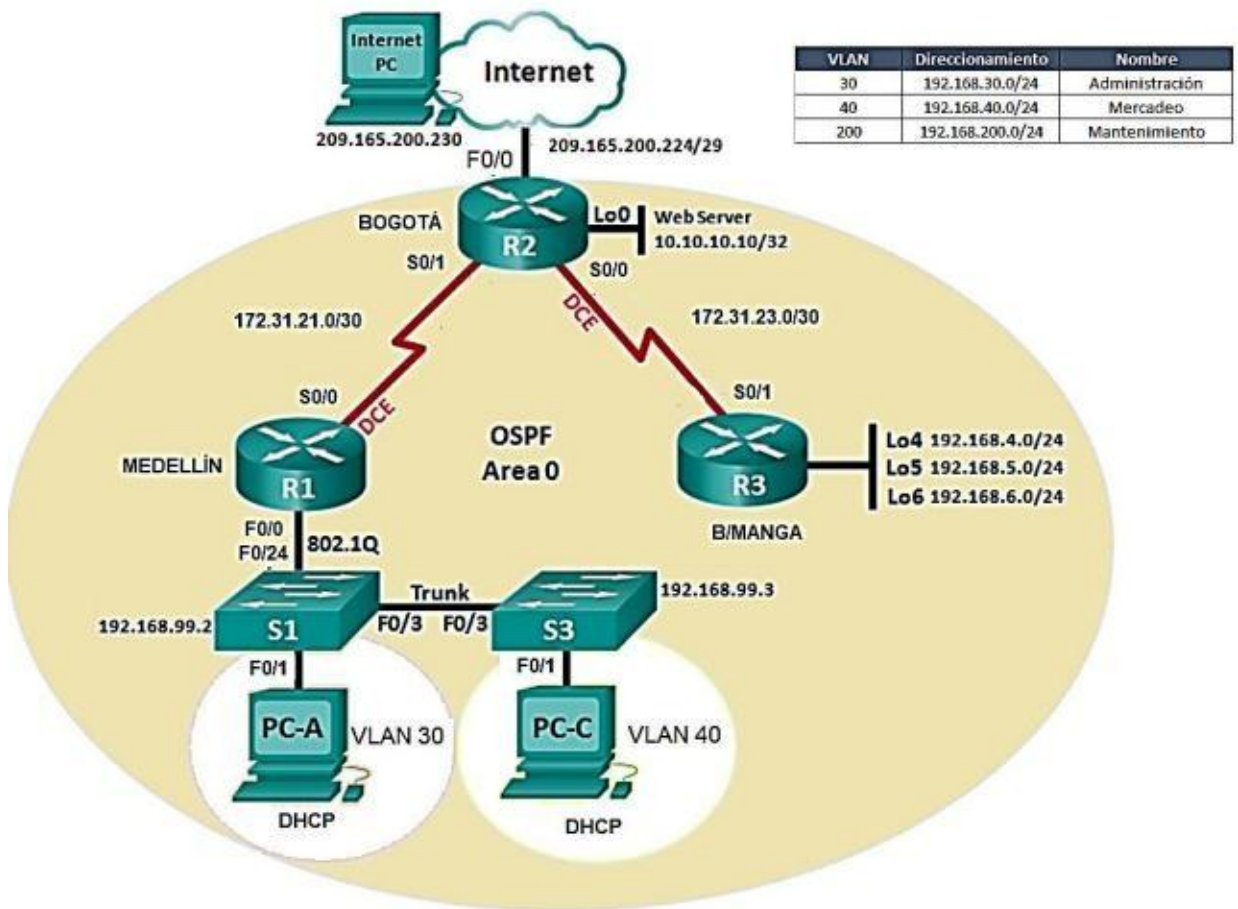 Internet
PC
Internet
209.165.200.230
209.165.200.224/29
F0/0
VLAN Direccionamiento Nombre
30 192.168.30.0/24 Administración
40 192.168.40.0/24 Mercadeo
200 192.168.200.0/24 Mantenimiento
BOGOTÁ
R2
Lo0
Web Server
10.10.10.10/32
S0/1
S0/0
DCE
172.31.21.0/30
172.31.23.0/30
S0/0
DCE
S0/1
OSPF
Area 0
MEDELLÍN
R1
R3
B/MANGA
Lo4 192.168.4.0/24
Lo5 192.168.5.0/24
Lo6 192.168.6.0/24
F0/0
F0/24
802.1Q
Trunk
192.168.99.3
192.168.99.2
S1
F0/3
F0/3
S3
F0/1
F0/1
PC-A
VLAN 30
PC-C
VLAN 40
DHCP
DHCP